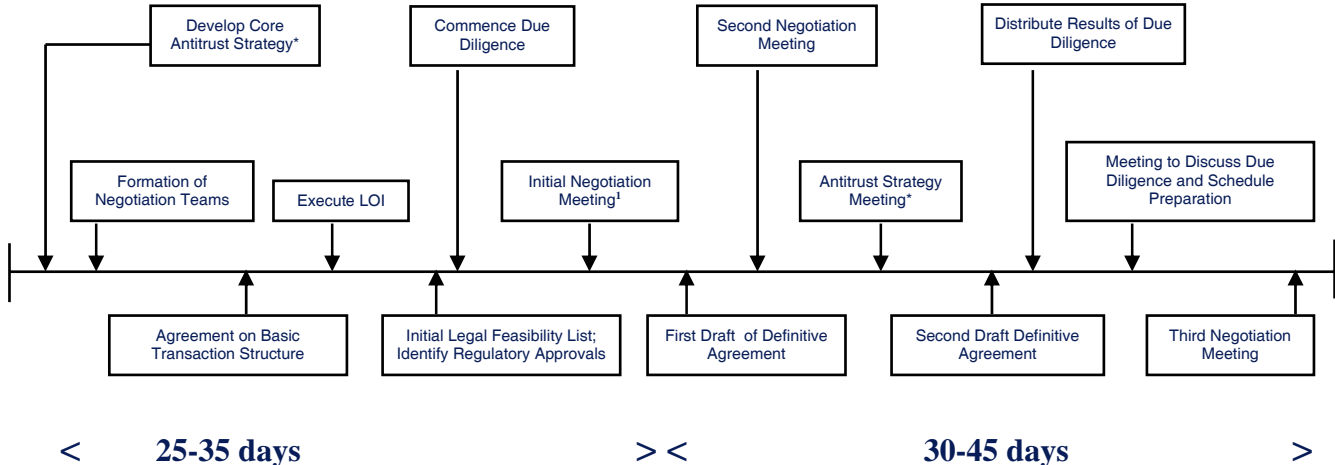 Develop Core
Antitrust Strategy*
Commence Due
Diligence
Second Negotiation
Meeting
Distribute Results of Due
Diligence
Formation of
Negotiation Teams
Execute LOI
Initial Negotiation
Meeting¹
Antitrust Strategy
Meeting*
Meeting to Discuss Due
Diligence and Schedule
Preparation
Agreement on Basic
Transaction Structure
Initial Legal Feasibility List;
Identify Regulatory Approvals
First Draft of Definitive
Agreement
Second Draft Definitive
Agreement
Third Negotiation
Meeting
< 25-35 days > < 30-45 days >